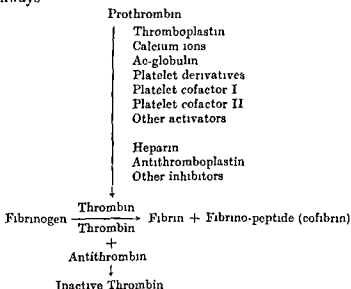 Prothrombin
Thromboplastin
Calcium ions
Ac-globulin
Platelet derivatives
Platelet cofactor I
Platelet cofactor II
Other activators
Heparin
Antithromboplastin
Other inhibitors
Thrombin
Fibrinogen → Fibrin + Fibrino-peptide (cofibrin)
Thrombin
+
Antithrombin
↓
Inactive Thrombin